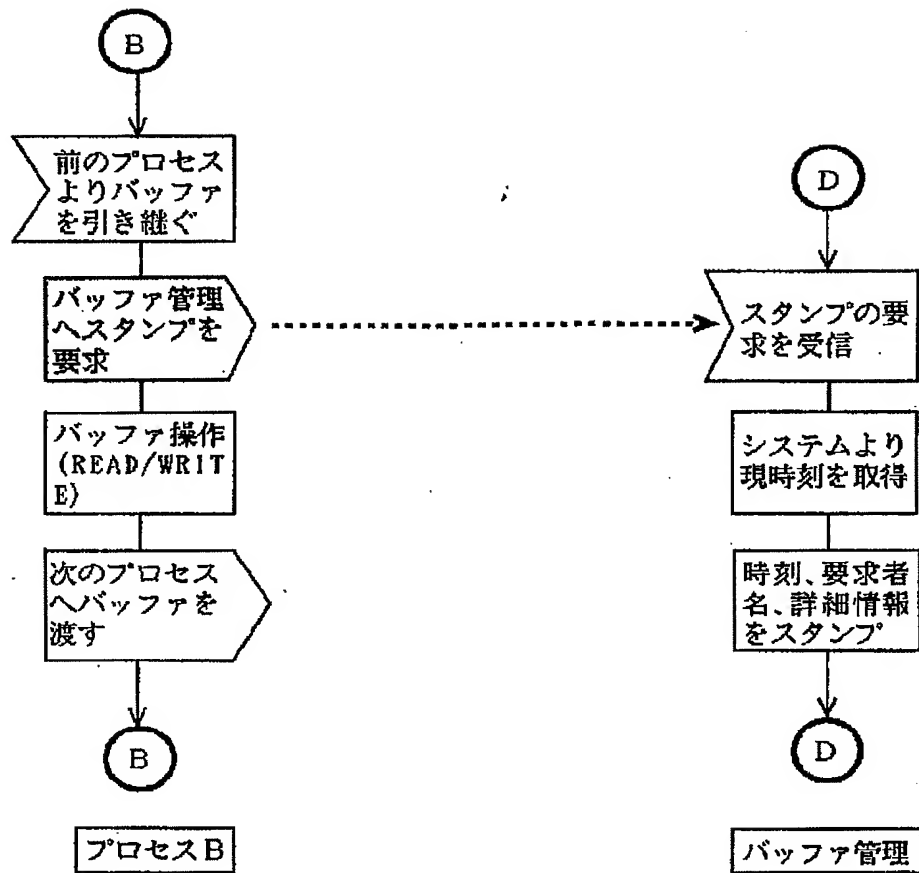 B
前のプロセス
よりバッファ
を引き継ぐ
バッファ管理
へスタンプを
要求
バッファ操作
(READ/WRIT
E)
次のプロセス
へバッファを
渡す
B
プロセスB
D
スタンプの要
求を受信
システムより
現時刻を取得
時刻、要求者
名、詳細情報
をスタンプ
D
バッファ管理